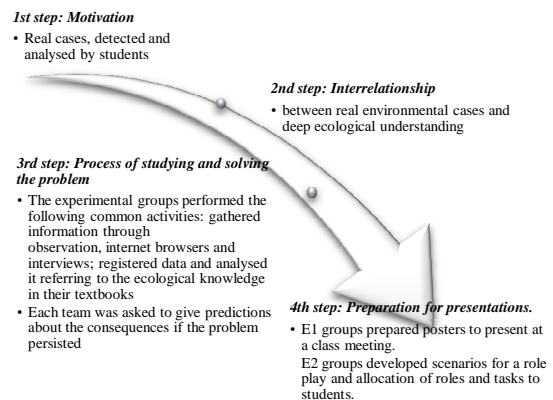 1st step: Motivation
• Real cases, detected and
analysed by students
2nd step: Interrelationship
• between real environmental cases and
deep ecological understanding
3rd step: Process of studying and solving
the problem
• The experimental groups performed the
following common activities: gathered
information through
observation, internet browsers and
interviews; registered data and analysed
it referring to the ecological knowledge
in their textbooks
• Each team was asked to give predictions
about the consequences if the problem
persisted
4th step: Preparation for presentations.
• E1 groups prepared posters to present at
a class meeting.
E2 groups developed scenarios for a role
play and allocation of roles and tasks to
students.